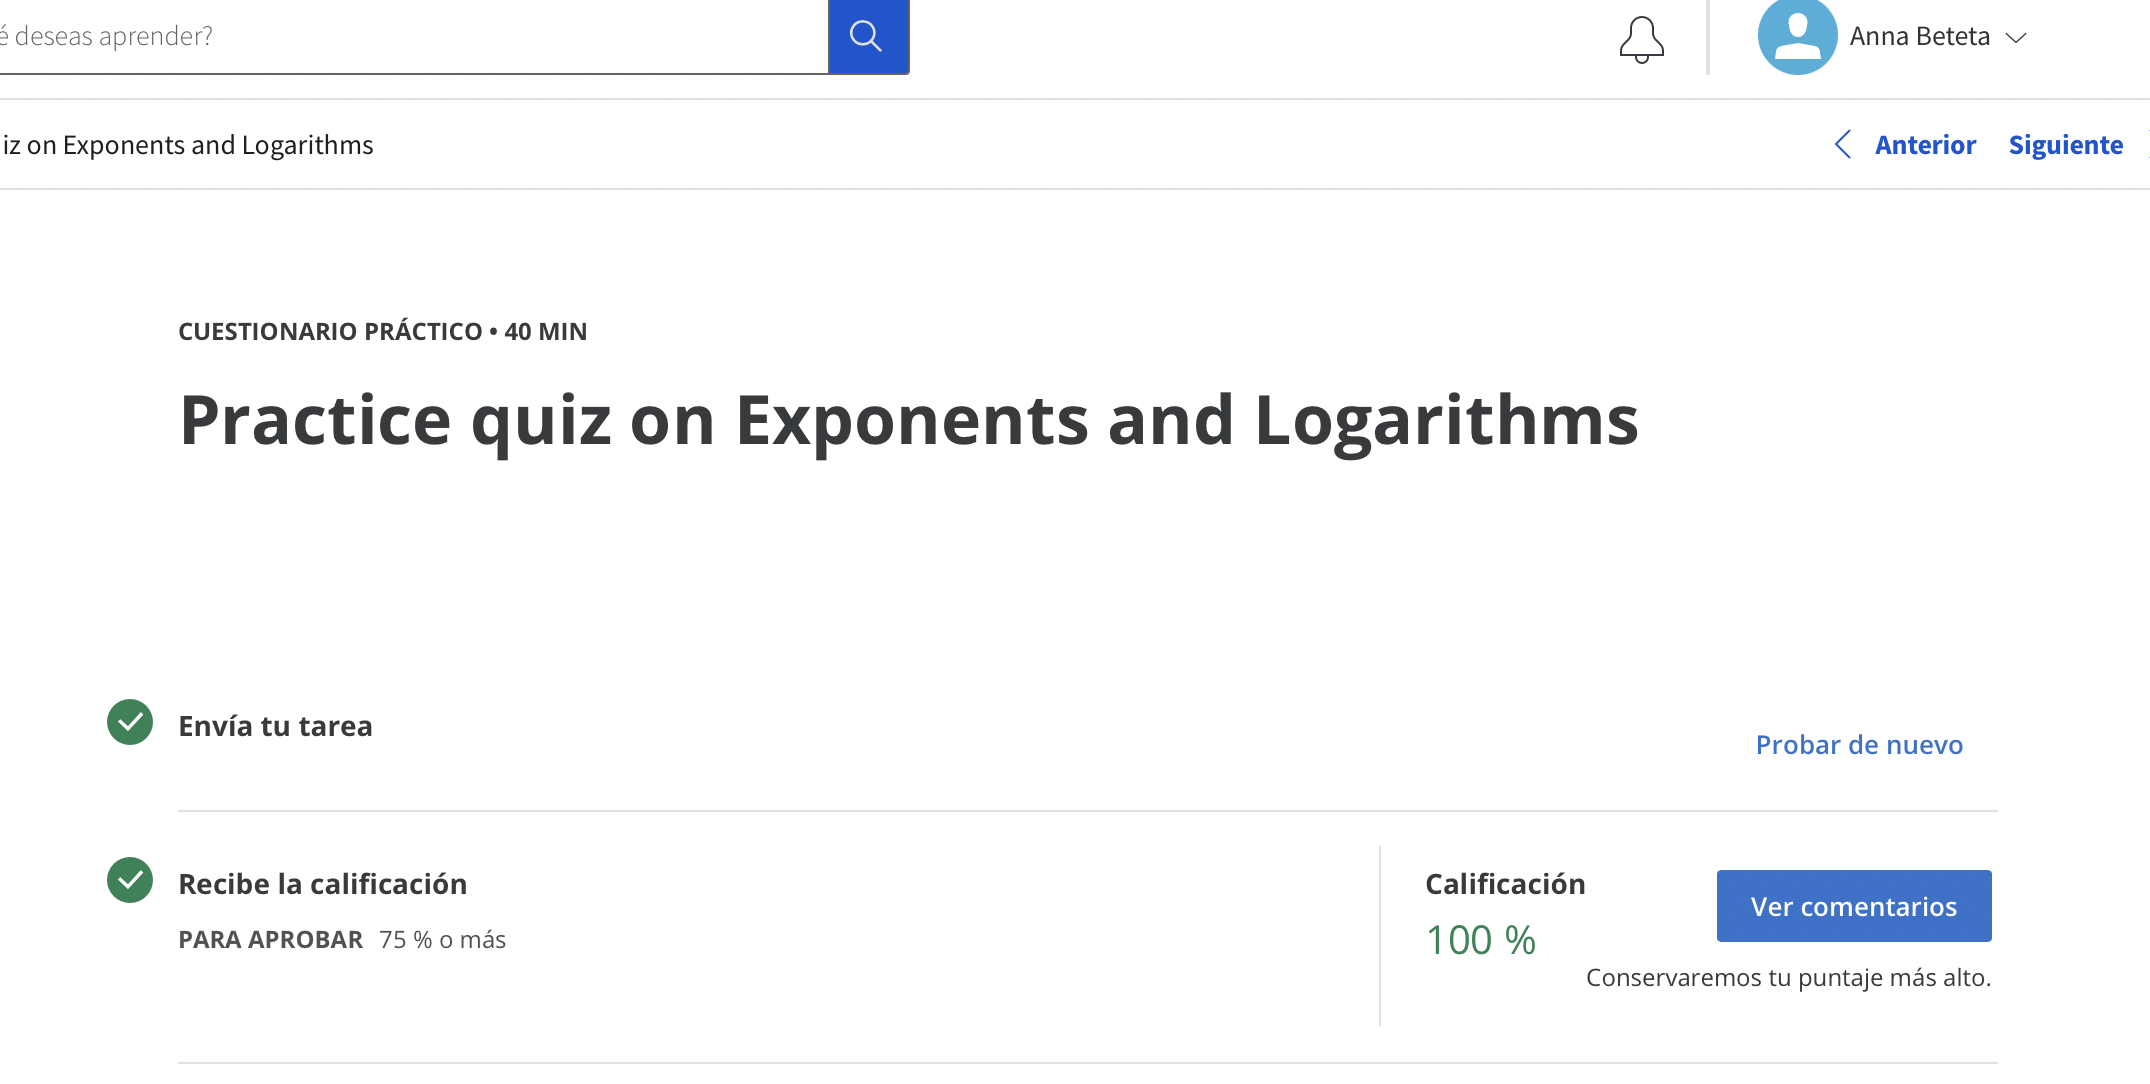 é deseas aprender?
Anna Beteta
iz on Exponents and Logarithms
Anterior
Siguiente
CUESTIONARIO PRÁCTICO • 40 MIN
Practice quiz on Exponents and Logarithms
Envía tu tarea
Probar de nuevo
Recibe la calificación
PARA APROBAR 75 % o más
Calificación
100 %
Ver comentarios
Conservaremos tu puntaje más alto.